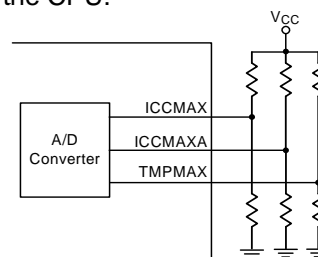 the CPU.
VCC
ICCMAX
A/D
Converter
ICCMAXA
TMPMAX